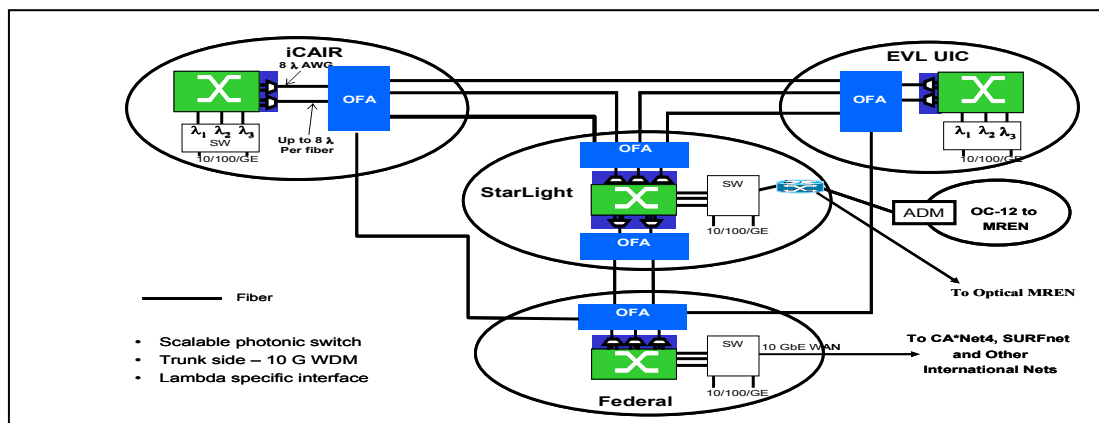 iCAIR
8 λ AWG
OFA
λ1 λ2 λ3
SW
10/100/GE
Up to 8 λ
Per fiber
EVL UIC
OFA
λ1 λ2 λ3
10/100/GE
OFA
StarLight
SW
10/100/GE
OFA
ADM
OC-12 to
MREN
To Optical MREN
Fiber
• Scalable photonic switch
• Trunk side – 10 G WDM
• Lambda specific interface
OFA
SW
10 GbE WAN
10/100/GE
Federal
To CA*Net4, SURFnet
and Other
International Nets